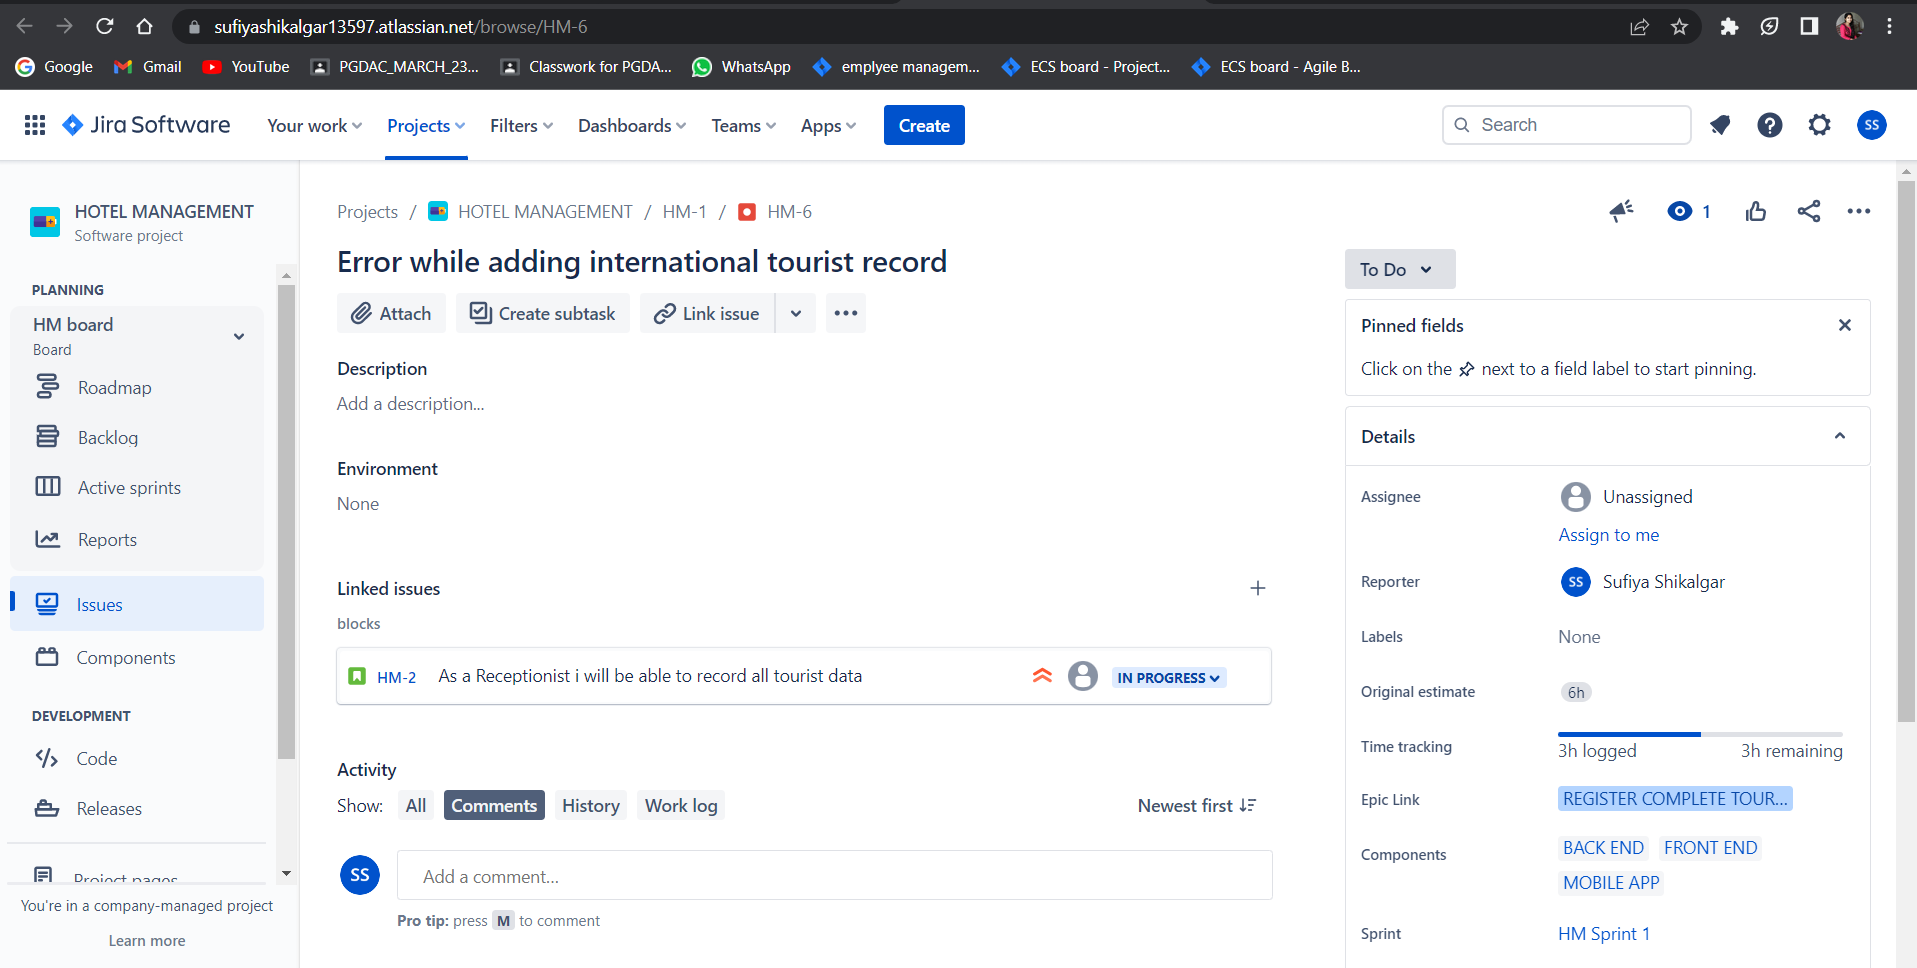 sufiyashikalgar13597.atlassian.net/browse/HM-6
Google
Gmail
YouTube
PGDAC_MARCH_23...
Classwork for PGDA...
WhatsApp
emplyee managem...
ECS board - Project...
ECS board - Agile B...
Jira Software
Your work
Projects
Filters
Dashboards
Teams
Apps
Create
Search
SS
HOTEL MANAGEMENT
Software project
PLANNING
HM board
Board
Roadmap
Backlog
Active sprints
Reports
Issues
Components
DEVELOPMENT
Code
Releases
Project pages
You're in a company-managed project
Learn more
Projects / HOTEL MANAGEMENT / HM-1 / HM-6
1
Error while adding international tourist record
Attach
Create subtask
Link issue
Description
Add a description...
Environment
None
Linked issues
blocks
HM-2 As a Receptionist i will be able to record all tourist data
IN PROGRESS
Activity
Show: All Comments History Work log
Newest first
SS
Add a comment...
Pro tip: press M to comment
To Do
Pinned fields
Click on the next to a field label to start pinning.
Details
Assignee
Unassigned
Assign to me
Reporter
SS Sufiya Shikalgar
Labels
None
Original estimate
6h
Time tracking
3h logged 3h remaining
Epic Link
REGISTER COMPLETE TOUR...
Components
BACK END FRONT END
MOBILE APP
Sprint
HM Sprint 1